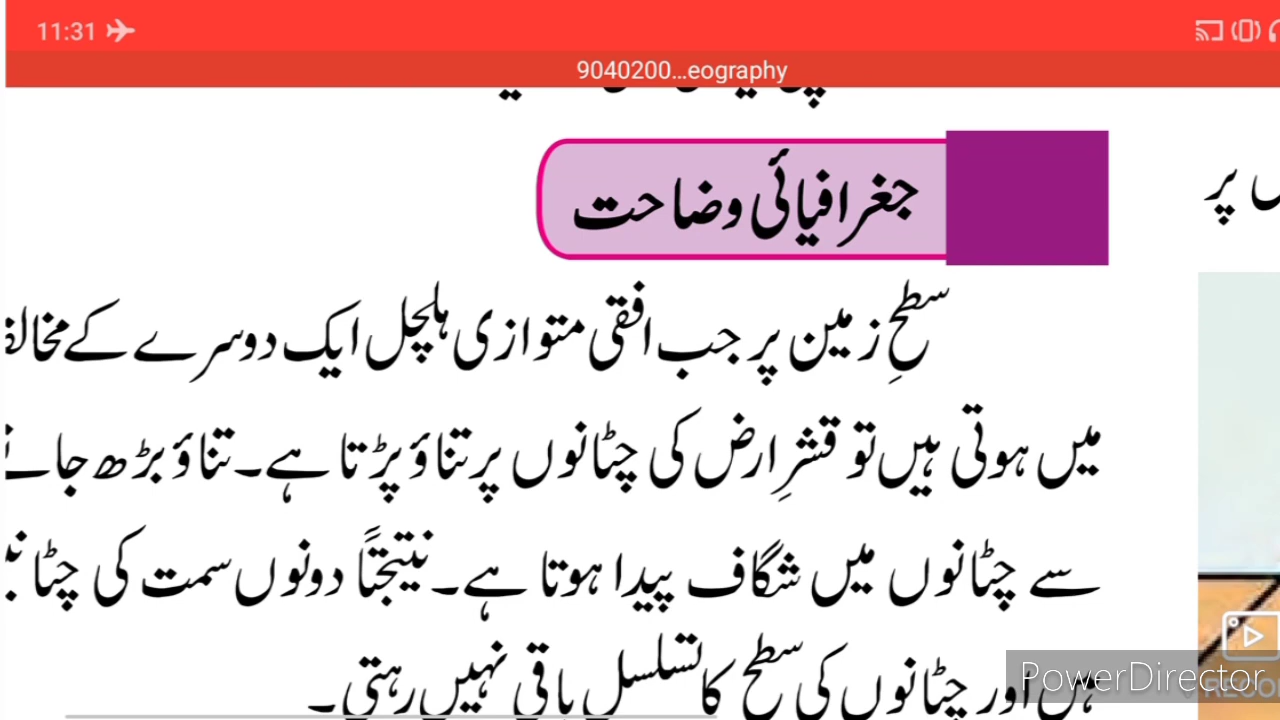 11:31
9040200...eography
جغرافیائی وضاحت
پر
سطحِ زمین پر جب افقی متوازی ہلچل ایک دوسرے کے
میں ہوتی ہیں تو قشرِ ارض کی چٹانوں پر تناؤ پڑتا ہے۔ تناؤ بڑھ
سے چٹانوں میں شگاف پیدا ہوتا ہے۔ نتیجتاً دونوں سمت کی
اور چٹانوں کی سطح کا تسلسل باقی نہیں رہتی۔
PowerDirector